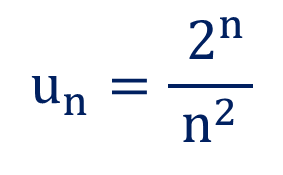 uₙ = 2ⁿ / n²